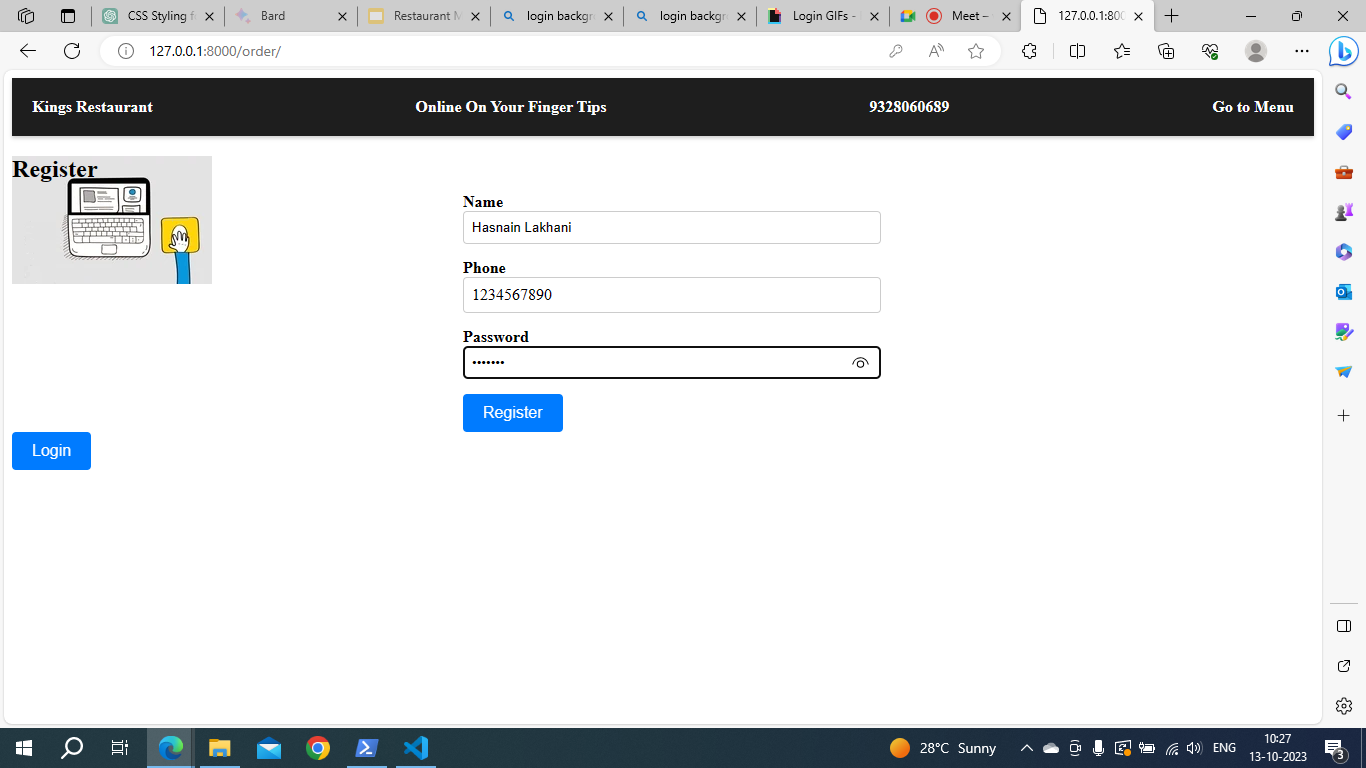 CSS Styling fa
Bard
Restaurant M
login backgr
login backgr
Login GIFs -
Meet –
127.0.0.1:800
127.0.0.1:8000/order/
Kings Restaurant
Online On Your Finger Tips
9328060689
Go to Menu
Register
Name
Hasnain Lakhani
Phone
1234567890
Password
•••••••
Register
Login
28°C Sunny
ENG
10:27
13-10-2023
3